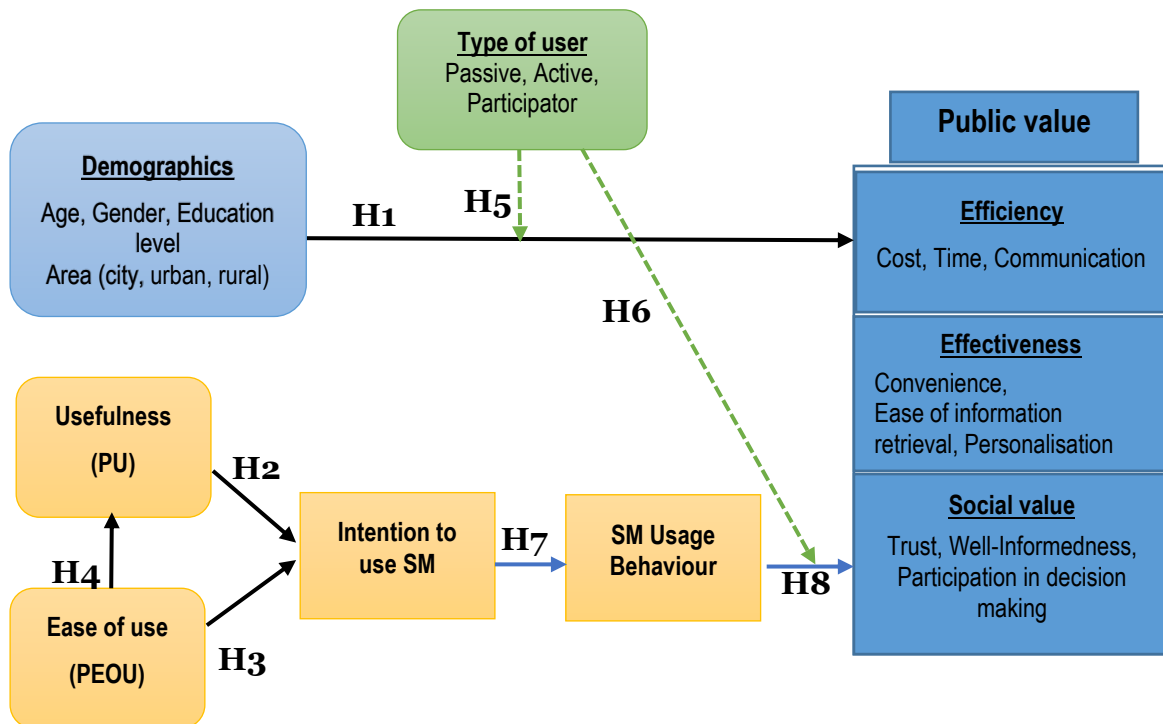 Type of user
Passive, Active,
Participator
Public value
Demographics
Age, Gender, Education
level
Area (city, urban, rural)
H1
H5
Efficiency
Cost, Time, Communication
H6
Effectiveness
Convenience,
Ease of information
retrieval, Personalisation
Usefulness
(PU)
H2
H4
Ease of use
(PEOU)
H3
Intention to
use SM
H7
SM Usage
Behaviour
H8
Social value
Trust, Well-Informedness,
Participation in decision
making